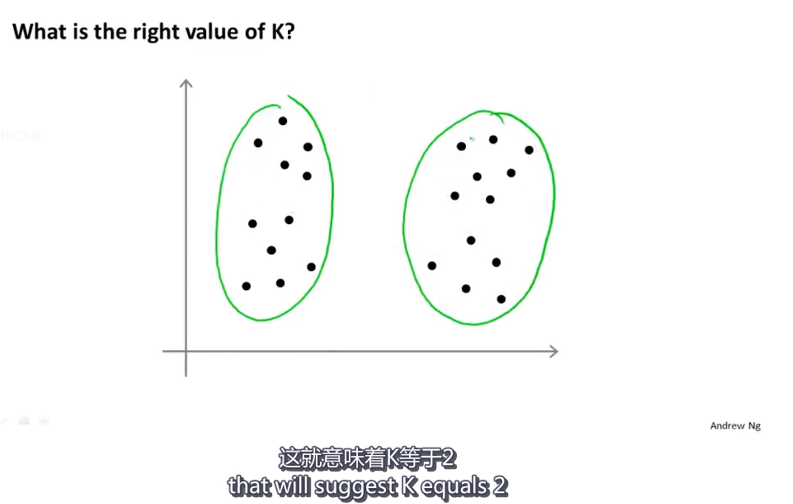 What is the right value of K?
Andrew Ng
这就意味着K等于2
that will suggest K equals 2